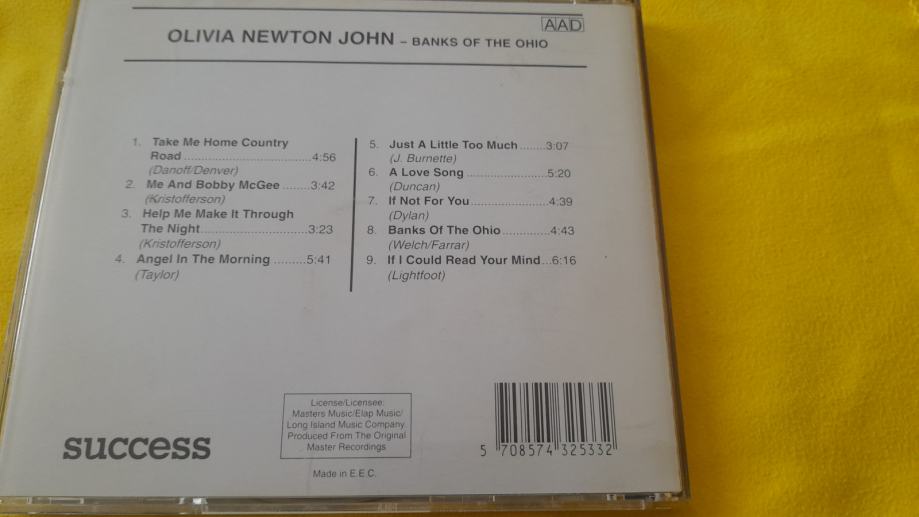 AAD
OLIVIA NEWTON JOHN – BANKS OF THE OHIO
1. Take Me Home Country
Road ................................4:56
(Danoff/Denver)
2. Me And Bobby McGee .......3:42
(Kristofferson)
3. Help Me Make It Through
The Night..........................3:23
(Kristofferson)
4. Angel In The Morning .........5:41
(Taylor)
5. Just A Little Too Much .......3:07
(J. Burnette)
6. A Love Song ....................5:20
(Duncan)
7. If Not For You...................4:39
(Dylan)
8. Banks Of The Ohio............4:43
(Welch/Farrar)
9. If I Could Read Your Mind...6:16
(Lightfoot)
License/Licensee:
Masters Music/Elap Music/
Long Island Music Company.
Produced From The Original
Master Recordings
success
Made in E.E.C.
5 708574 325332